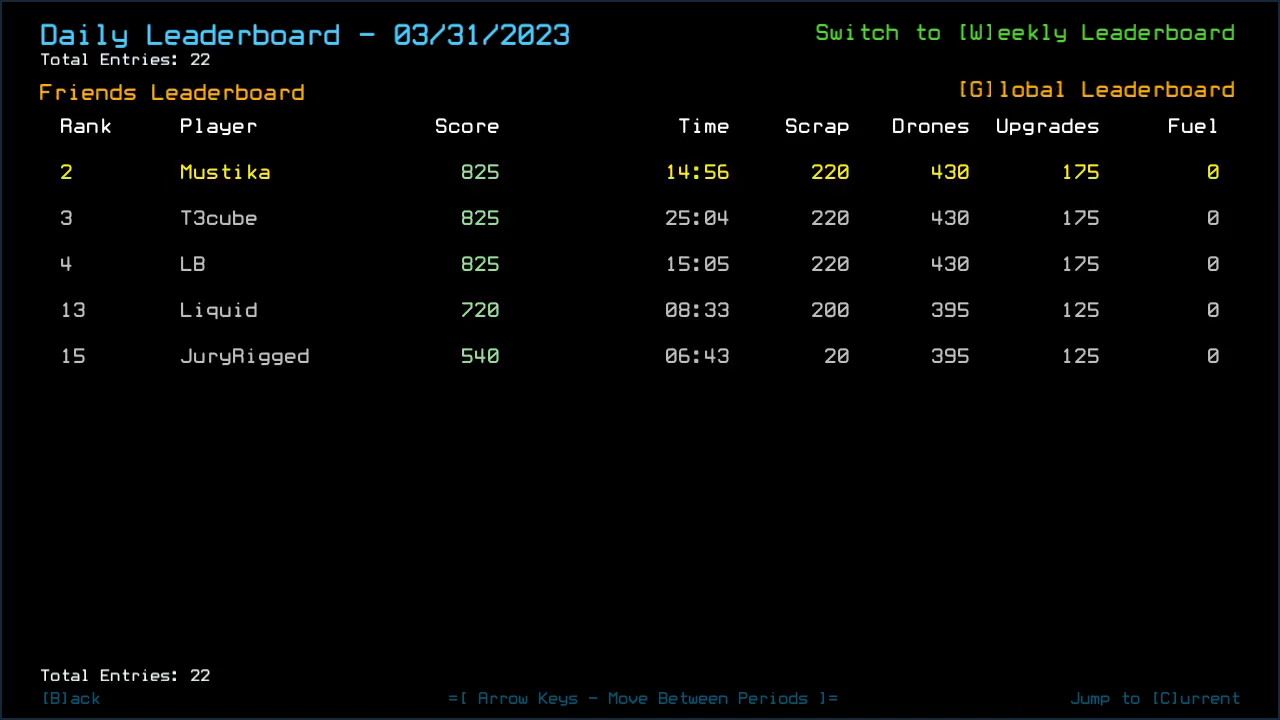 Daily Leaderboard - 03/31/2023 Switch to [W]eekly Leaderboard
Total Entries: 22
Friends Leaderboard [G]lobal Leaderboard
Rank Player Score Time Scrap Drones Upgrades Fuel
2 Mustika 825 14:56 220 430 175 0
3 T3cube 825 25:04 220 430 175 0
4 LB 825 15:05 220 430 175 0
13 Liquid 720 08:33 200 395 125 0
15 JuryRigged 540 06:43 20 395 125 0
Total Entries: 22
[B]ack =[ Arrow Keys - Move Between Periods ]= Jump to [C]urrent